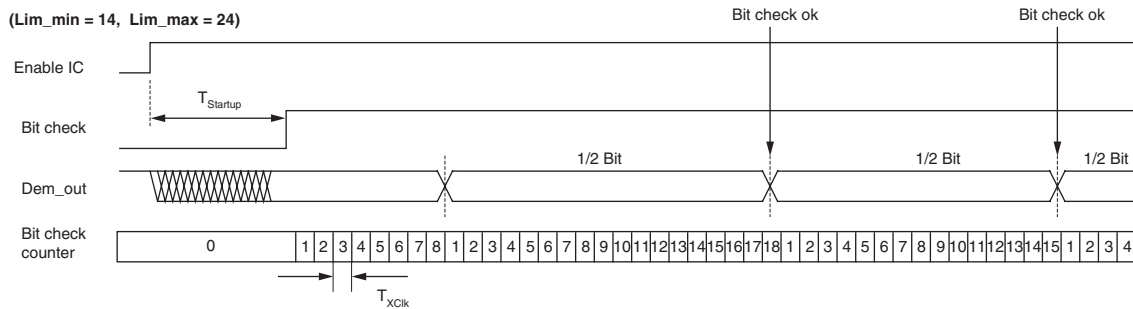 (Lim_min = 14, Lim_max = 24)
Bit check ok
Bit check ok
Enable IC
T_Startup
Bit check
1/2 Bit
1/2 Bit
1/2 Bit
Dem_out
Bit check
counter
0 1 2 3 4 5 6 7 8 1 2 3 4 5 6 7 8 9 10 11 12 13 14 15 16 17 18 1 2 3 4 5 6 7 8 9 10 11 12 13 14 15 1 2 3 4
T_XClk